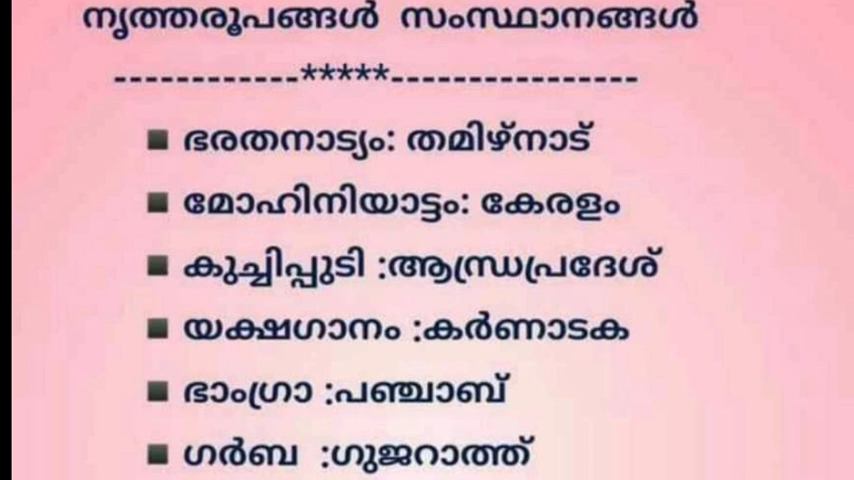 നൃത്തരൂപങ്ങൾ സംസ്ഥാനങ്ങൾ
------------*****----------------
▪ ഭരതനാട്യം: തമിഴ്നാട്
▪ മോഹിനിയാട്ടം: കേരളം
▪ കുച്ചിപ്പുടി :ആന്ധ്രപ്രദേശ്
▪ യക്ഷഗാനം :കർണാടക
▪ ഭാംഗ്രാ :പഞ്ചാബ്
▪ ഗർബ :ഗുജറാത്ത്